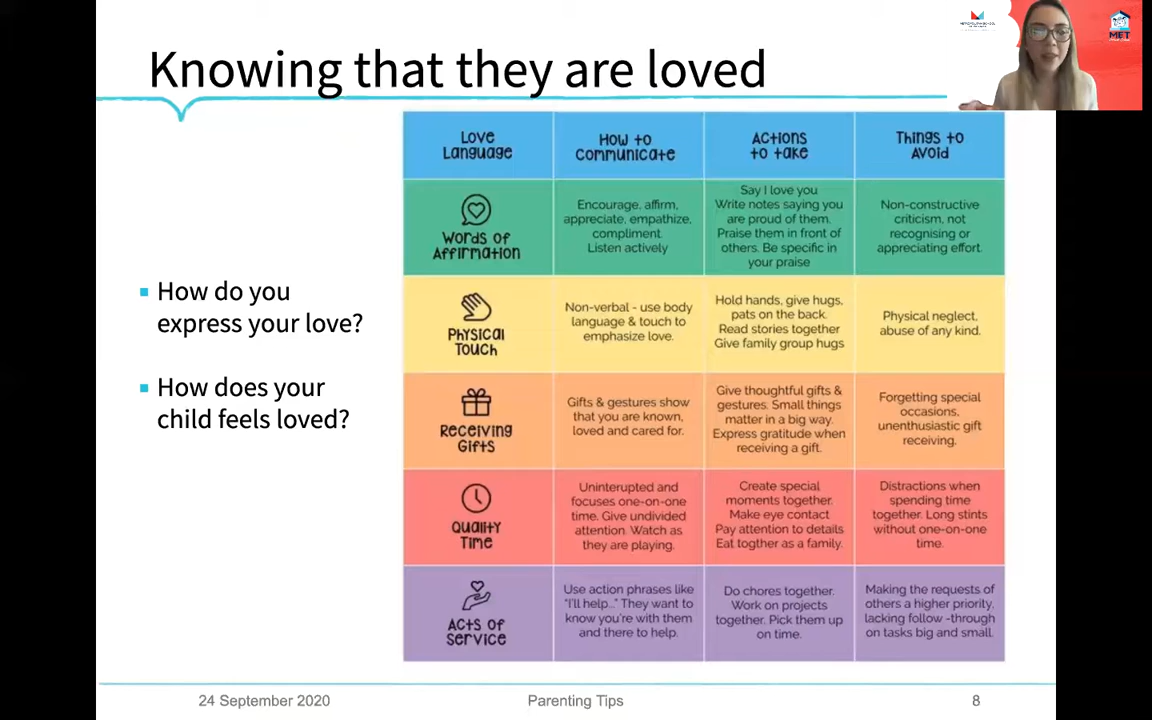 Knowing that they are loved
MET
How do you
express your love?
How does your
child feels loved?
Love
Language
How to
Communicate
Actions
to take
Things to
Avoid
Words of
Affirmation
Encourage, affirm,
appreciate, empathize,
compliment.
Listen actively
Say I love you
Write notes saying you
are proud of them.
Praise them in front of
others. Be specific in
your praise
Non-constructive
criticism, not
recognising or
appreciating effort.
Physical
Touch
Non-verbal - use body
language & touch to
emphasize love.
Hold hands, give hugs,
pats on the back.
Read stories together
Give family group hugs
Physical neglect,
abuse of any kind.
Receiving
Gifts
Gifts & gestures show
that you are known,
loved and cared for.
Give thoughtful gifts &
gestures. Small things
matter in a big way.
Express gratitude when
receiving a gift.
Forgetting special
occasions,
unenthusiastic gift
receiving.
Quality
Time
Uninterupted and
focuses one-on-one
time. Give undivided
attention. Watch as
they are playing.
Create special
moments together.
Make eye contact
Pay attention to details
Eat togther as a family.
Distractions when
spending time
together. Long stints
without one-on-one
time.
Acts of
Service
Use action phrases like
"I'll help..." They want to
know you're with them
and there to help.
Do chores together.
Work on projects
together. Pick them up
on time.
Making the requests of
others a higher priority,
lacking follow -through
on tasks big and small.
24 September 2020
Parenting Tips
8